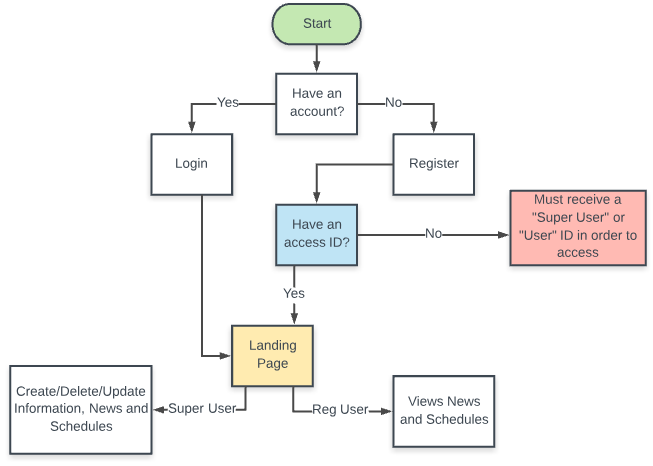 Start
Have an
account?
Yes
No
Login
Register
Have an
access ID?
No
Must receive a
"Super User" or
"User" ID in order to
access
Yes
Landing
Page
Create/Delete/Update
Information, News and
Schedules
Super User
Reg User
Views News
and Schedules